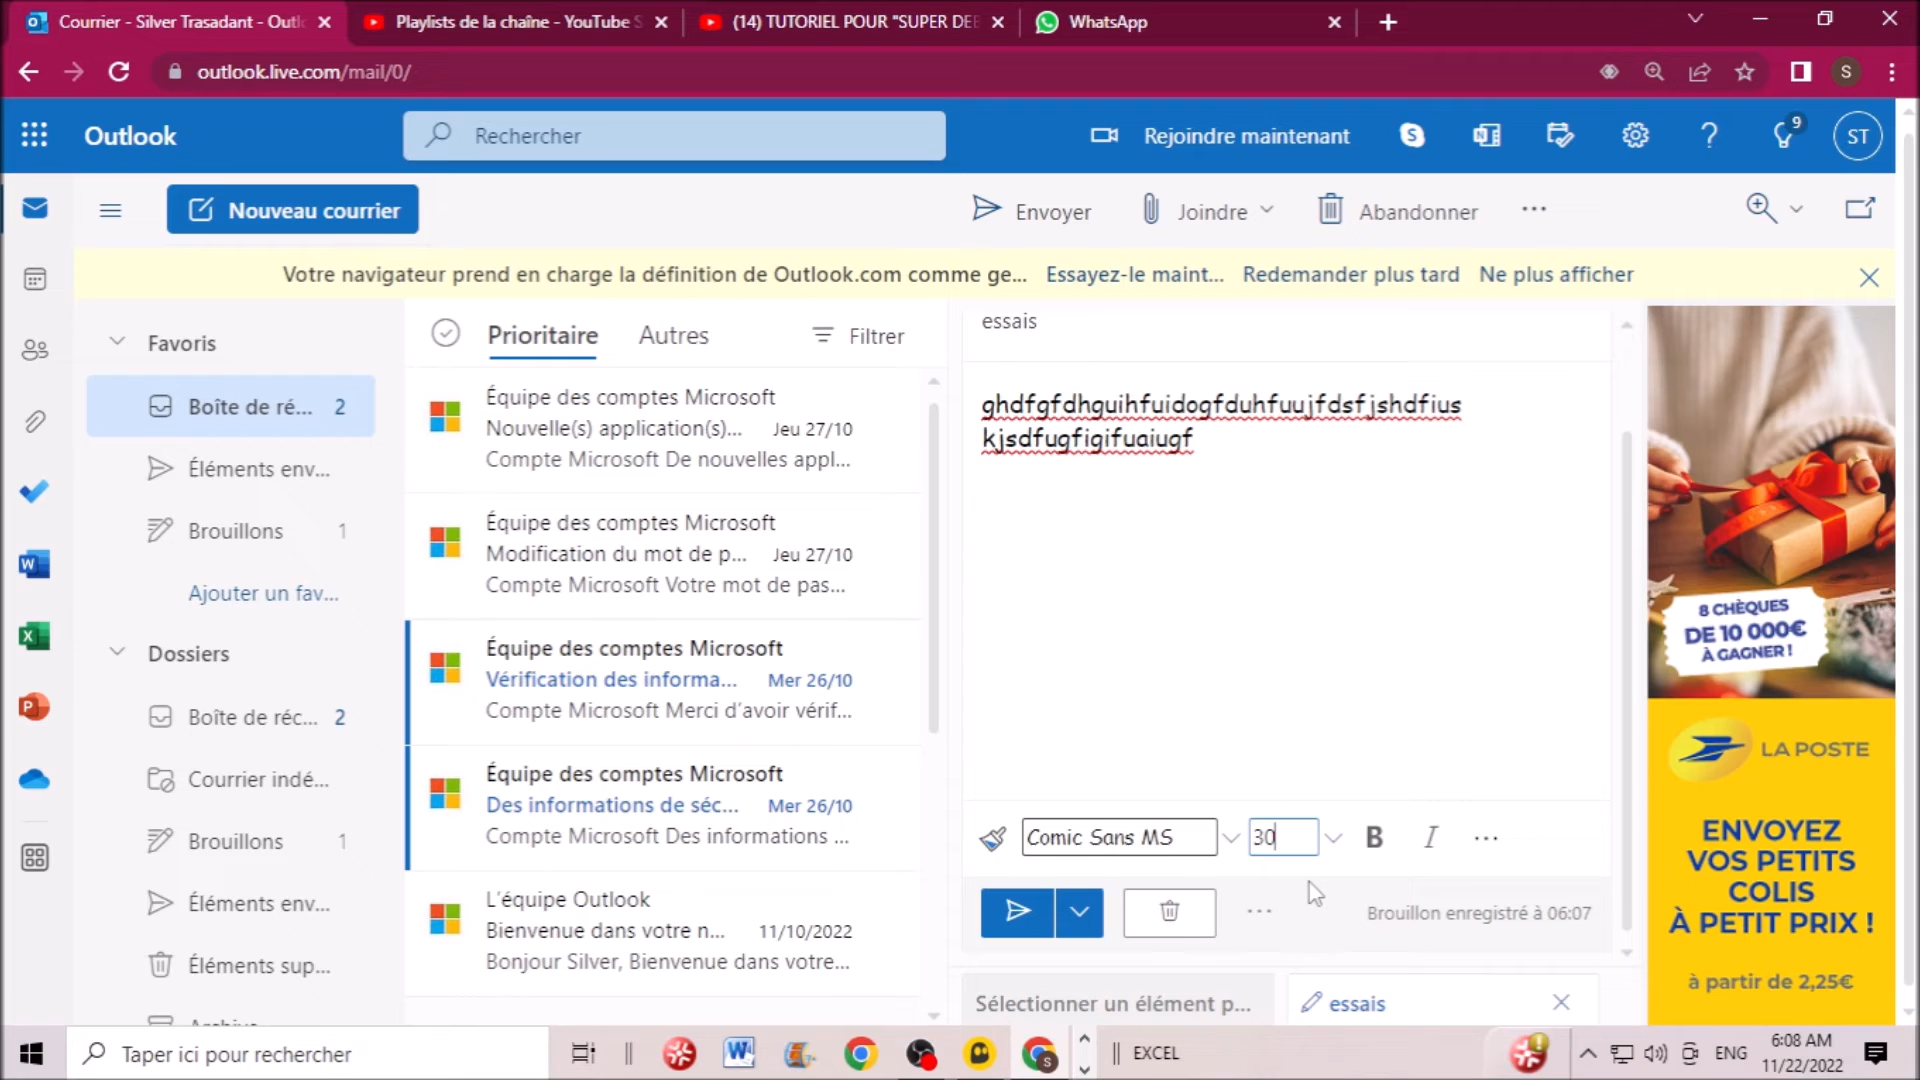 Courrier - Silver Trasadant - Outl
Playlists de la chaîne - YouTube S
(14) TUTORIEL POUR "SUPER DEB
WhatsApp
outlook.live.com/mail/0/
S
Outlook
Rechercher
Rejoindre maintenant
9
ST
Nouveau courrier
Envoyer
Joindre
Abandonner
Votre navigateur prend en charge la définition de Outlook.com comme ge... Essayez-le maint... Redemander plus tard Ne plus afficher
Favoris
Boîte de ré... 2
Éléments env...
Brouillons 1
Ajouter un fav...
Dossiers
Boîte de réc... 2
Courrier indé...
Brouillons 1
Éléments env...
Éléments sup...
Prioritaire
Autres
Filtrer
Équipe des comptes Microsoft
Nouvelle(s) application(s)... Jeu 27/10
Compte Microsoft De nouvelles appl...
Équipe des comptes Microsoft
Modification du mot de p... Jeu 27/10
Compte Microsoft Votre mot de pas...
Équipe des comptes Microsoft
Vérification des informa... Mer 26/10
Compte Microsoft Merci d'avoir vérif...
Équipe des comptes Microsoft
Des informations de séc... Mer 26/10
Compte Microsoft Des informations ...
L'équipe Outlook
Bienvenue dans votre n... 11/10/2022
Bonjour Silver, Bienvenue dans votre...
essais
ghdfgfdhguihfuidogfduhfuujfdsfjshdfius
kjsdfugfigifuaiugf
Comic Sans MS
30
B
I
Brouillon enregistré à 06:07
Sélectionner un élément p...
essais
8 CHÈQUES
DE 10 000€
À GAGNER !
LA POSTE
ENVOYEZ
VOS PETITS
COLIS
À PETIT PRIX !
à partir de 2,25€
Taper ici pour rechercher
EXCEL
ENG
6:08 AM
11/22/2022